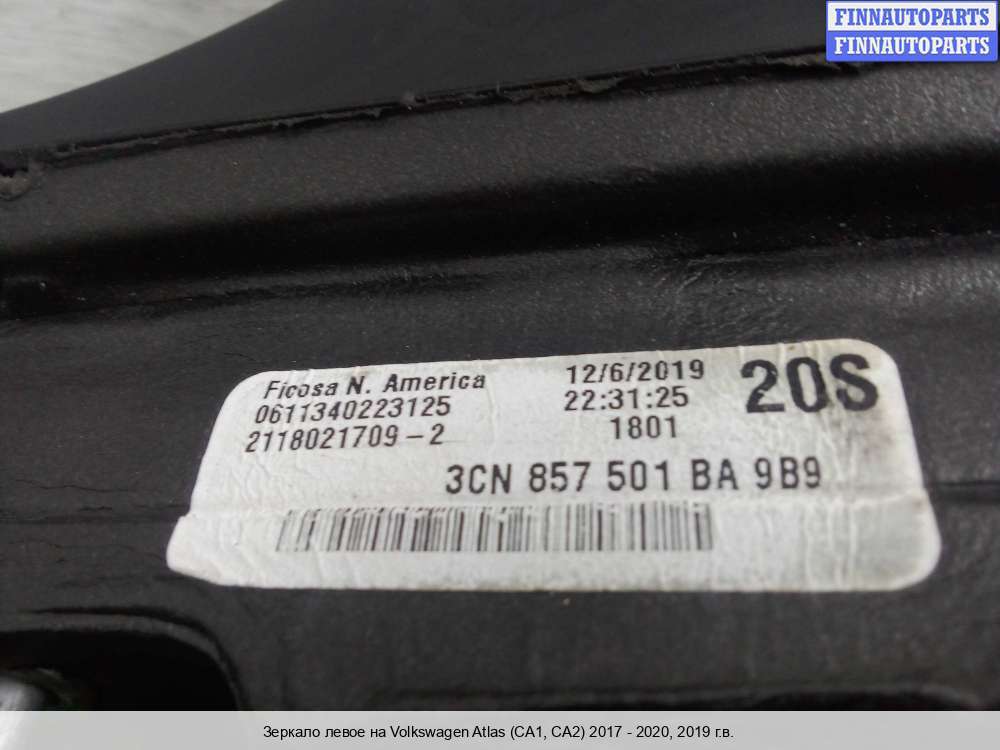 FINNAUTOPARTS
FINNAUTOPARTS
Ficosa N. America 12/6/2019 20S
0611340223125 22:31:25
2118021709-2 1801
3CN 857 501 BA 9B9
Зеркало левое на Volkswagen Atlas (CA1, CA2) 2017 - 2020, 2019 г.в.